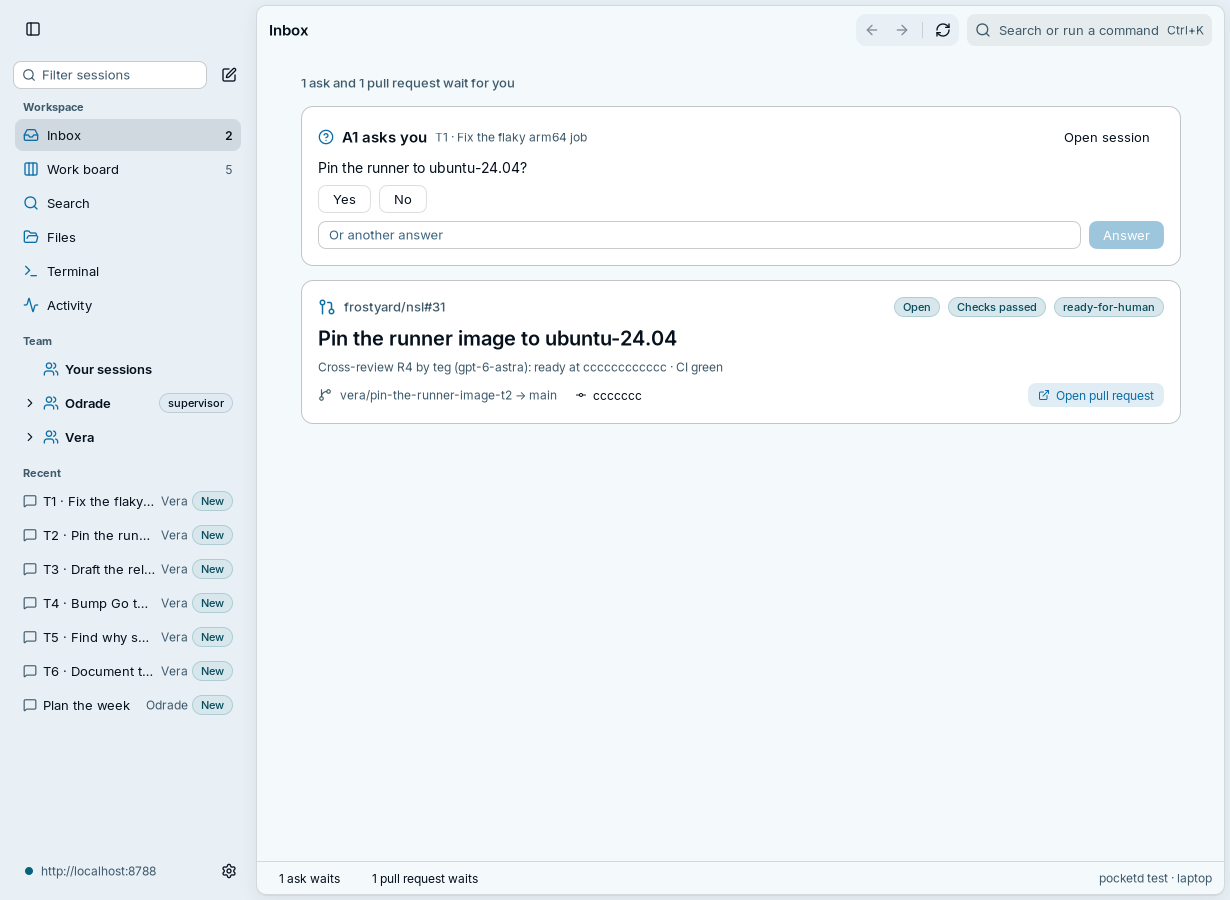 Inbox
Search or run a command Ctrl+K
Filter sessions
Workspace
Inbox 2
Work board 5
Search
Files
Terminal
Activity
Team
Your sessions
Odrade supervisor
Vera
Recent
T1 · Fix the flaky... Vera New
T2 · Pin the run... Vera New
T3 · Draft the rel... Vera New
T4 · Bump Go t... Vera New
T5 · Find why s... Vera New
T6 · Document t... Vera New
Plan the week Odrade New
http://localhost:8788
1 ask and 1 pull request wait for you
A1 asks you T1 · Fix the flaky arm64 job Open session
Pin the runner to ubuntu-24.04?
Yes No
Or another answer Answer
frostyard/nsl#31 Open Checks passed ready-for-human
Pin the runner image to ubuntu-24.04
Cross-review R4 by teg (gpt-6-astra): ready at cccccccccccc · CI green
vera/pin-the-runner-image-t2 → main ccccccc Open pull request
1 ask waits 1 pull request waits pocketd test · laptop